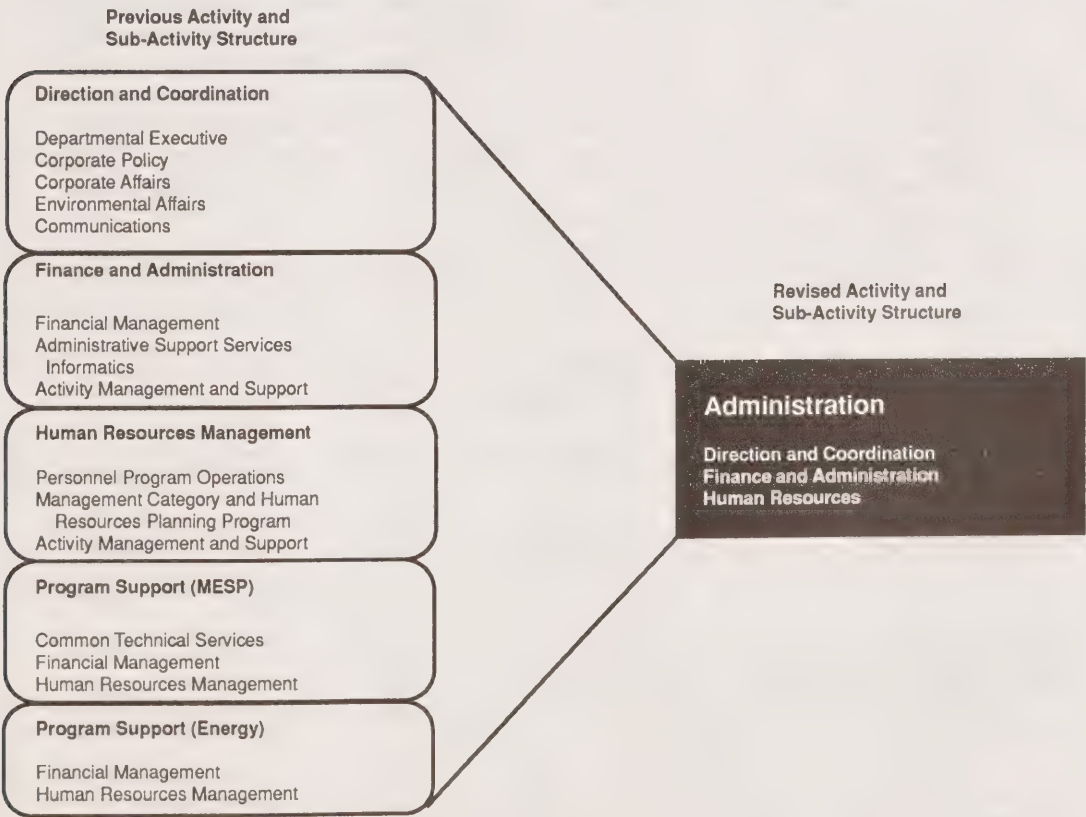 Previous Activity and
Sub-Activity Structure
Direction and Coordination
Departmental Executive
Corporate Policy
Corporate Affairs
Environmental Affairs
Communications
Finance and Administration
Financial Management
Administrative Support Services
Informatics
Activity Management and Support
Human Resources Management
Personnel Program Operations
Management Category and Human
Resources Planning Program
Activity Management and Support
Program Support (MESP)
Common Technical Services
Financial Management
Human Resources Management
Program Support (Energy)
Financial Management
Human Resources Management
Revised Activity and
Sub-Activity Structure
Administration
Direction and Coordination
Finance and Administration
Human Resources